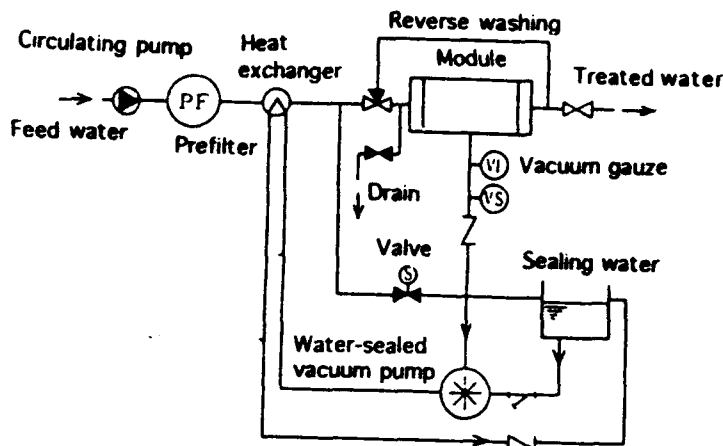 Reverse washing
Circulating pump
Heat
exchanger
Module
Treated water
PF
Feed water
Prefilter
VI
Vacuum gauze
VS
Drain
Valve
S
Sealing water
Water-sealed
vacuum pump